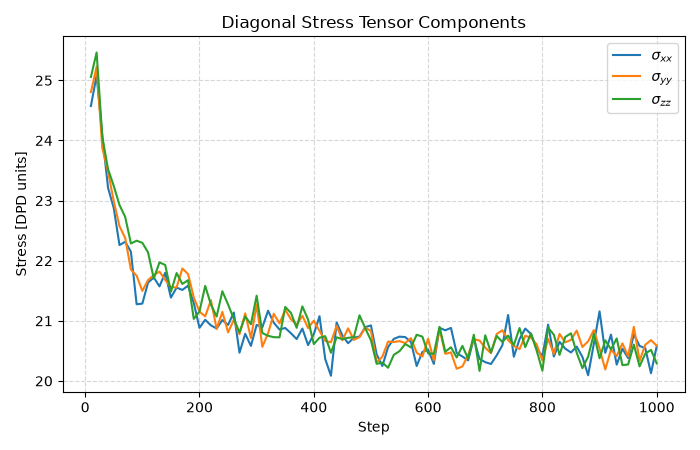 Diagonal Stress Tensor Components
Stress [DPD units]
25
24
23
22
21
20
σxx
σyy
σzz
0 200 400 600 800 1000
Step